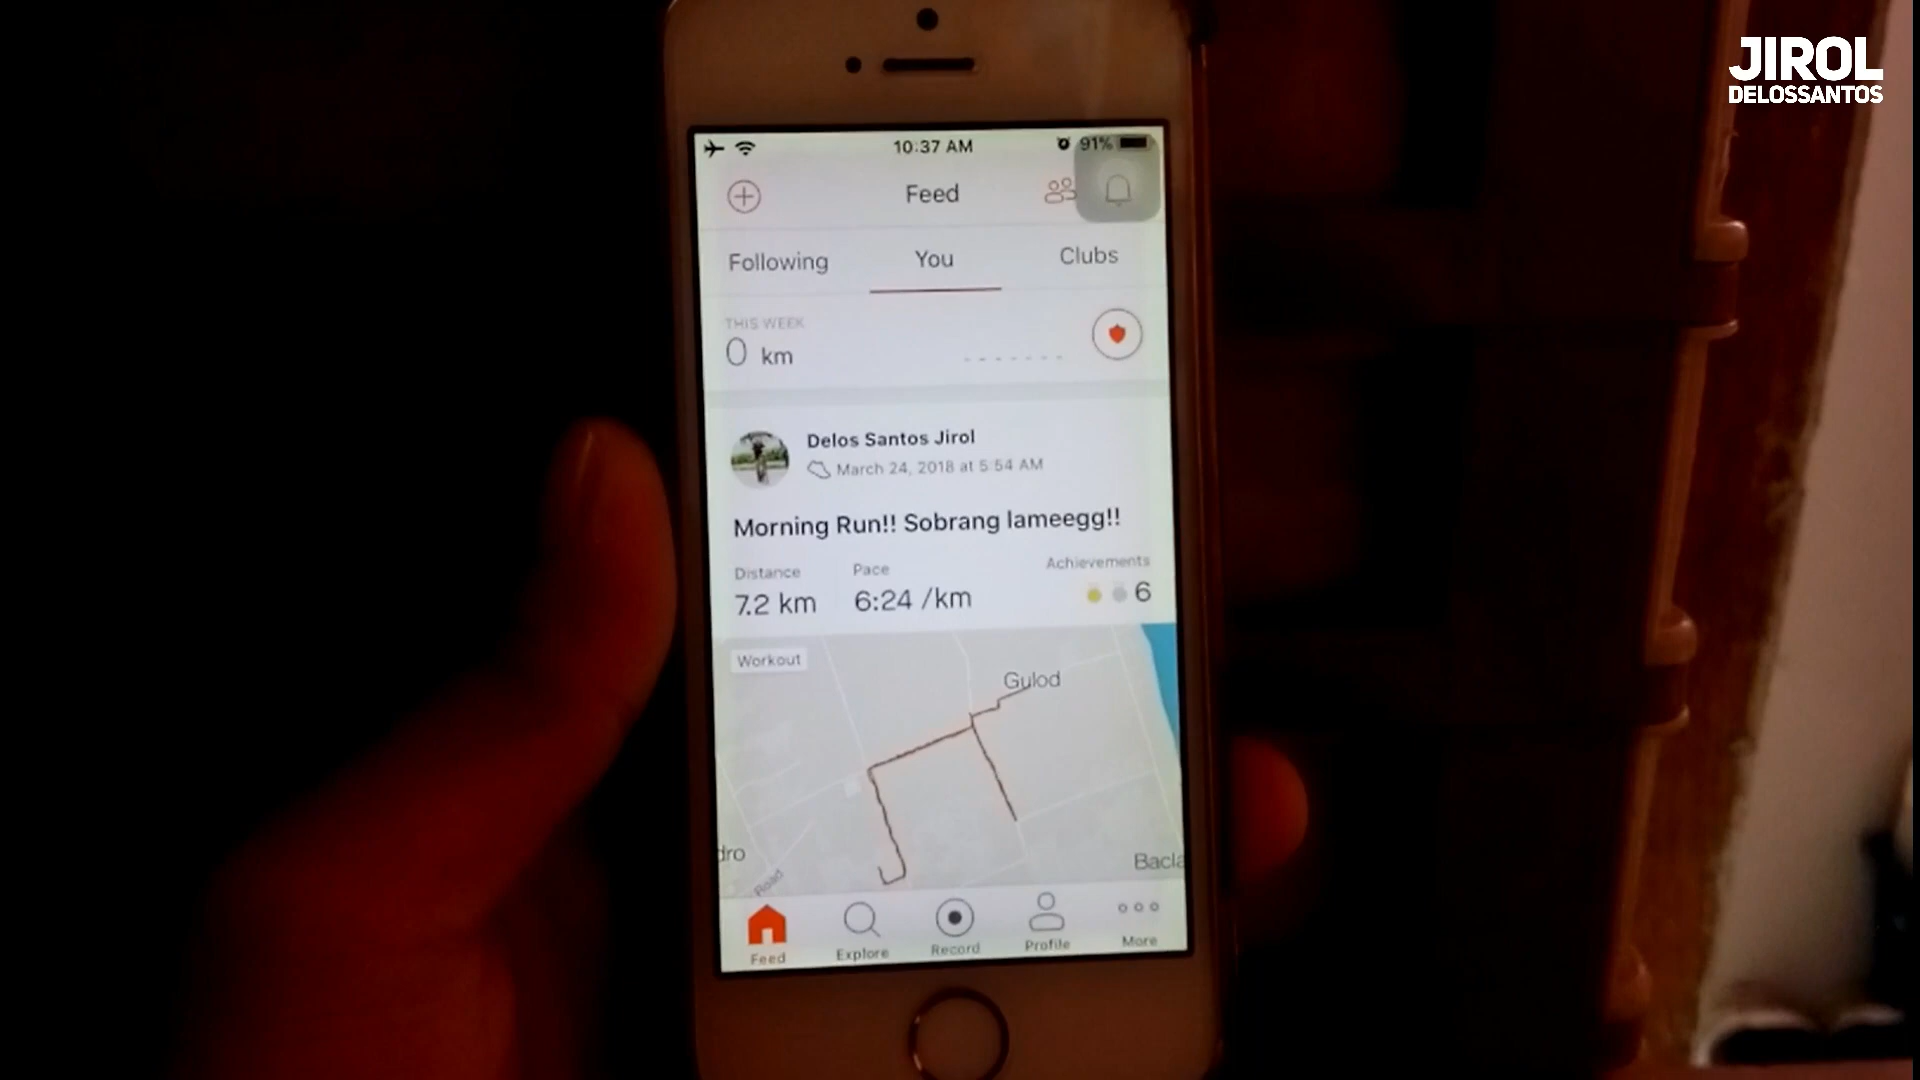 JIROL
DELOSSANTOS
10:37 AM
91%
Feed
Following
You
Clubs
THIS WEEK
0 km
Delos Santos Jirol
March 24, 2018 at 5:54 AM
Morning Run!! Sobrang lameegg!!
Distance
Pace
Achievements
7.2 km
6:24 /km
6
Workout
Gulod
dro
Road
Bacla
Feed
Explore
Record
Profile
More